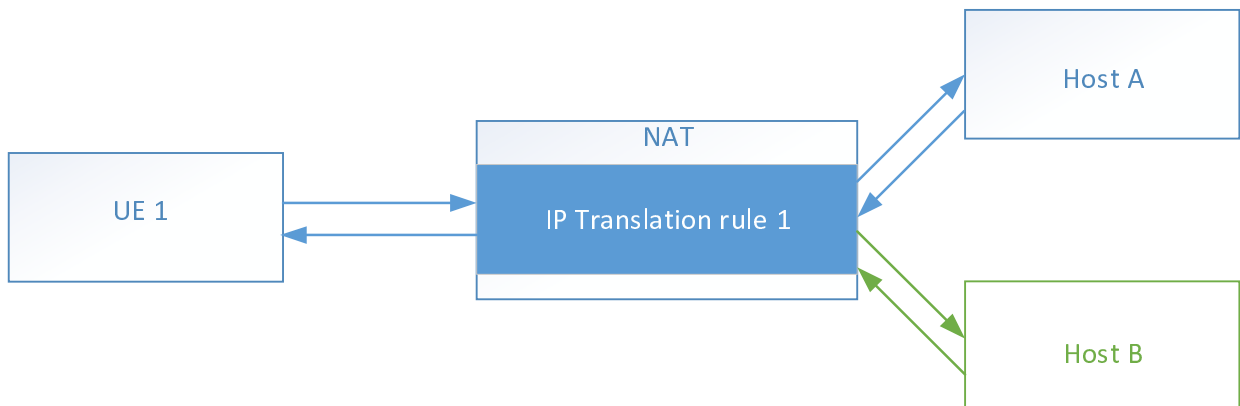 UE 1
NAT
IP Translation rule 1
Host A
Host B